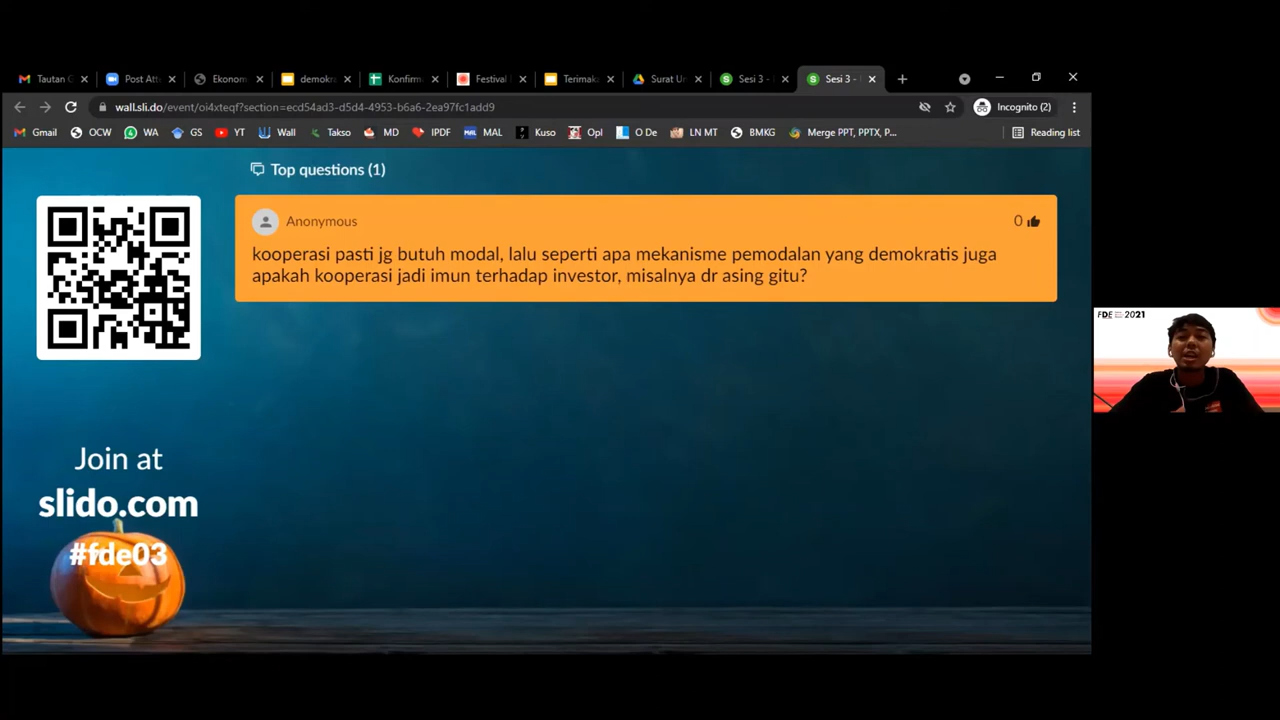 Tautan G
Post Atte
Ekonom
demokr
Konfirm
Festival
Terimak
Surat Un
Sesi 3 -
Sesi 3 -
wall.sli.do/event/oi4xteqf?section=ecd54ad3-d5d4-4953-b6a6-2ea97fc1add9
Incognito (2)
Gmail OCW WA GS YT Wall Takso MD IPDF MAL Kuso Opl O De LN MT BMKG Merge PPT, PPTX, P... Reading list
Top questions (1)
Anonymous
0
kooperasi pasti jg butuh modal, lalu seperti apa mekanisme pemodalan yang demokratis juga
apakah kooperasi jadi imun terhadap investor, misalnya dr asing gitu?
Join at
slido.com
#fde03
FDE 2021